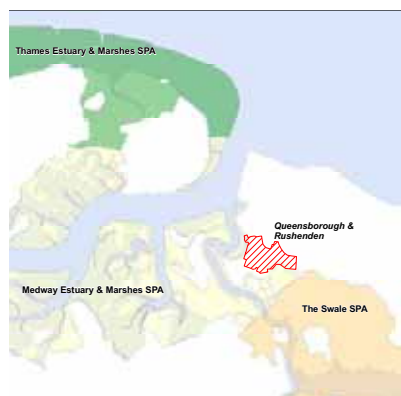 Thames Estuary & Marshes SPA
Queensborough &
Rushenden
Medway Estuary & Marshes SPA
The Swale SPA